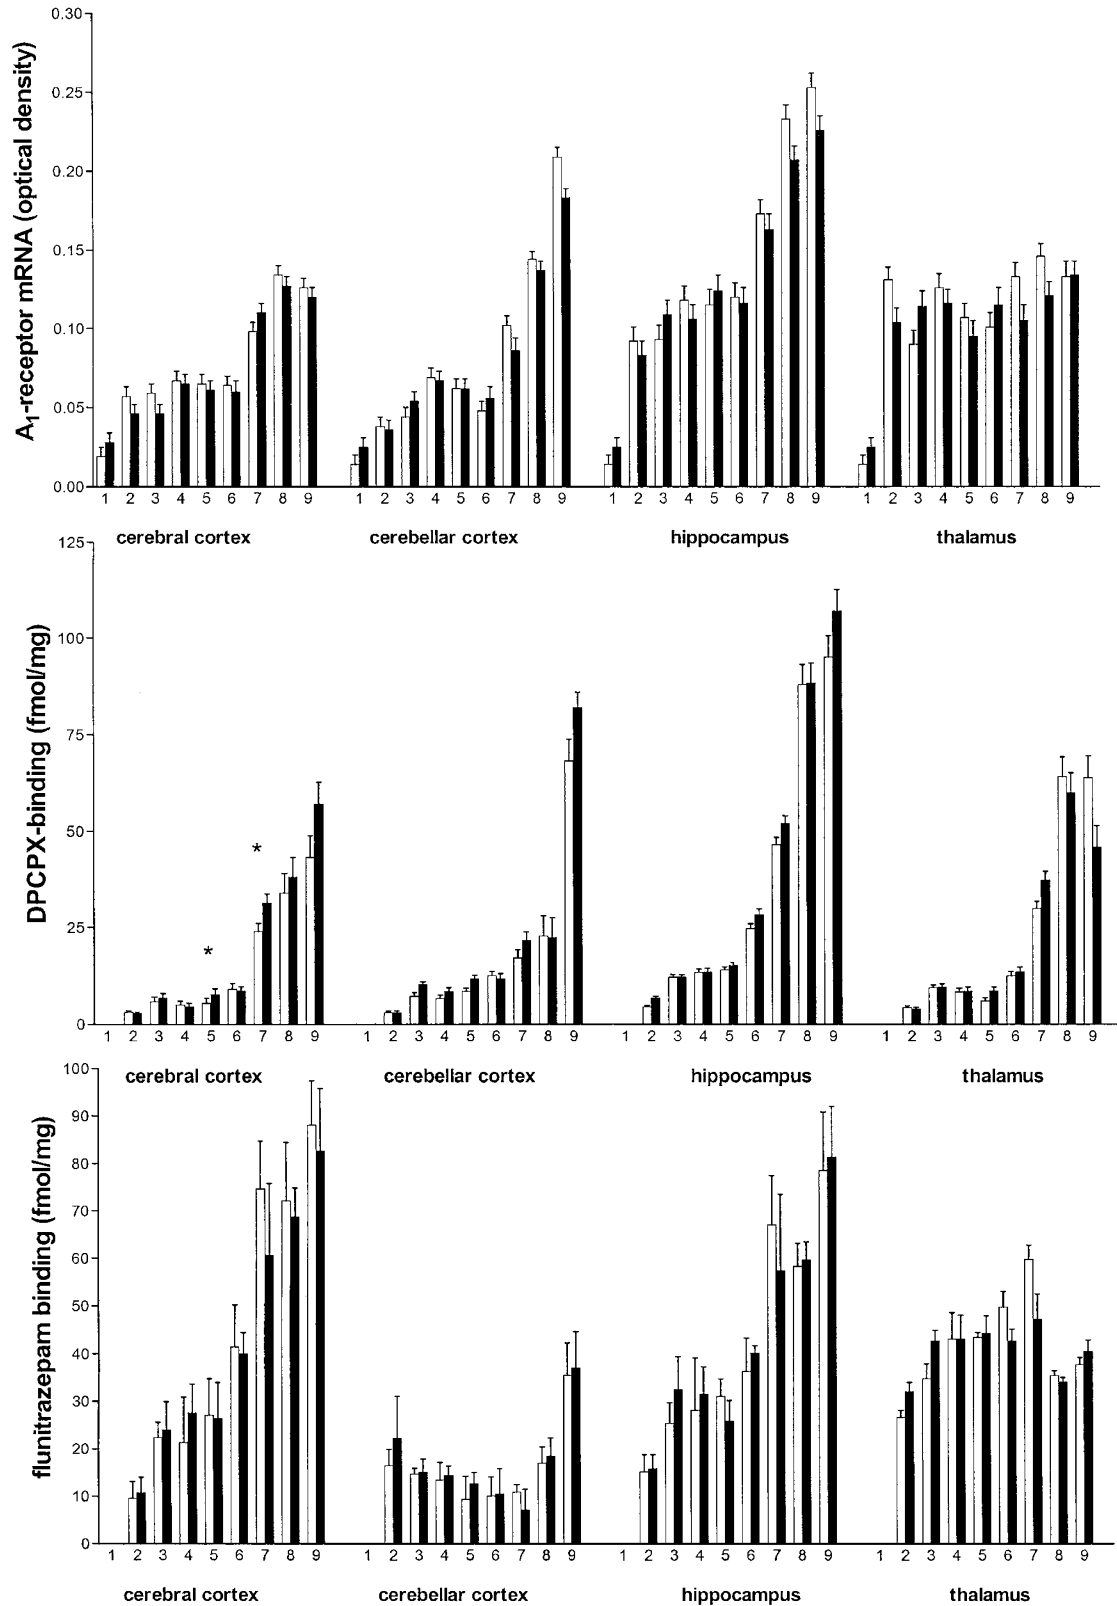 A1-receptor mRNA (optical density)
0.30
0.25
0.20
0.15
0.10
0.05
0.00
1 2 3 4 5 6 7 8 9 1 2 3 4 5 6 7 8 9 1 2 3 4 5 6 7 8 9 1 2 3 4 5 6 7 8 9
cerebral cortex cerebellar cortex hippocampus thalamus
DPCPX-binding (fmol/mg)
125
100
75
50
25
0
*
*
1 2 3 4 5 6 7 8 9 1 2 3 4 5 6 7 8 9 1 2 3 4 5 6 7 8 9 1 2 3 4 5 6 7 8 9
cerebral cortex cerebellar cortex hippocampus thalamus
flunitrazepam binding (fmol/mg)
100
90
80
70
60
50
40
30
20
10
0
1 2 3 4 5 6 7 8 9 1 2 3 4 5 6 7 8 9 1 2 3 4 5 6 7 8 9 1 2 3 4 5 6 7 8 9
cerebral cortex cerebellar cortex hippocampus thalamus